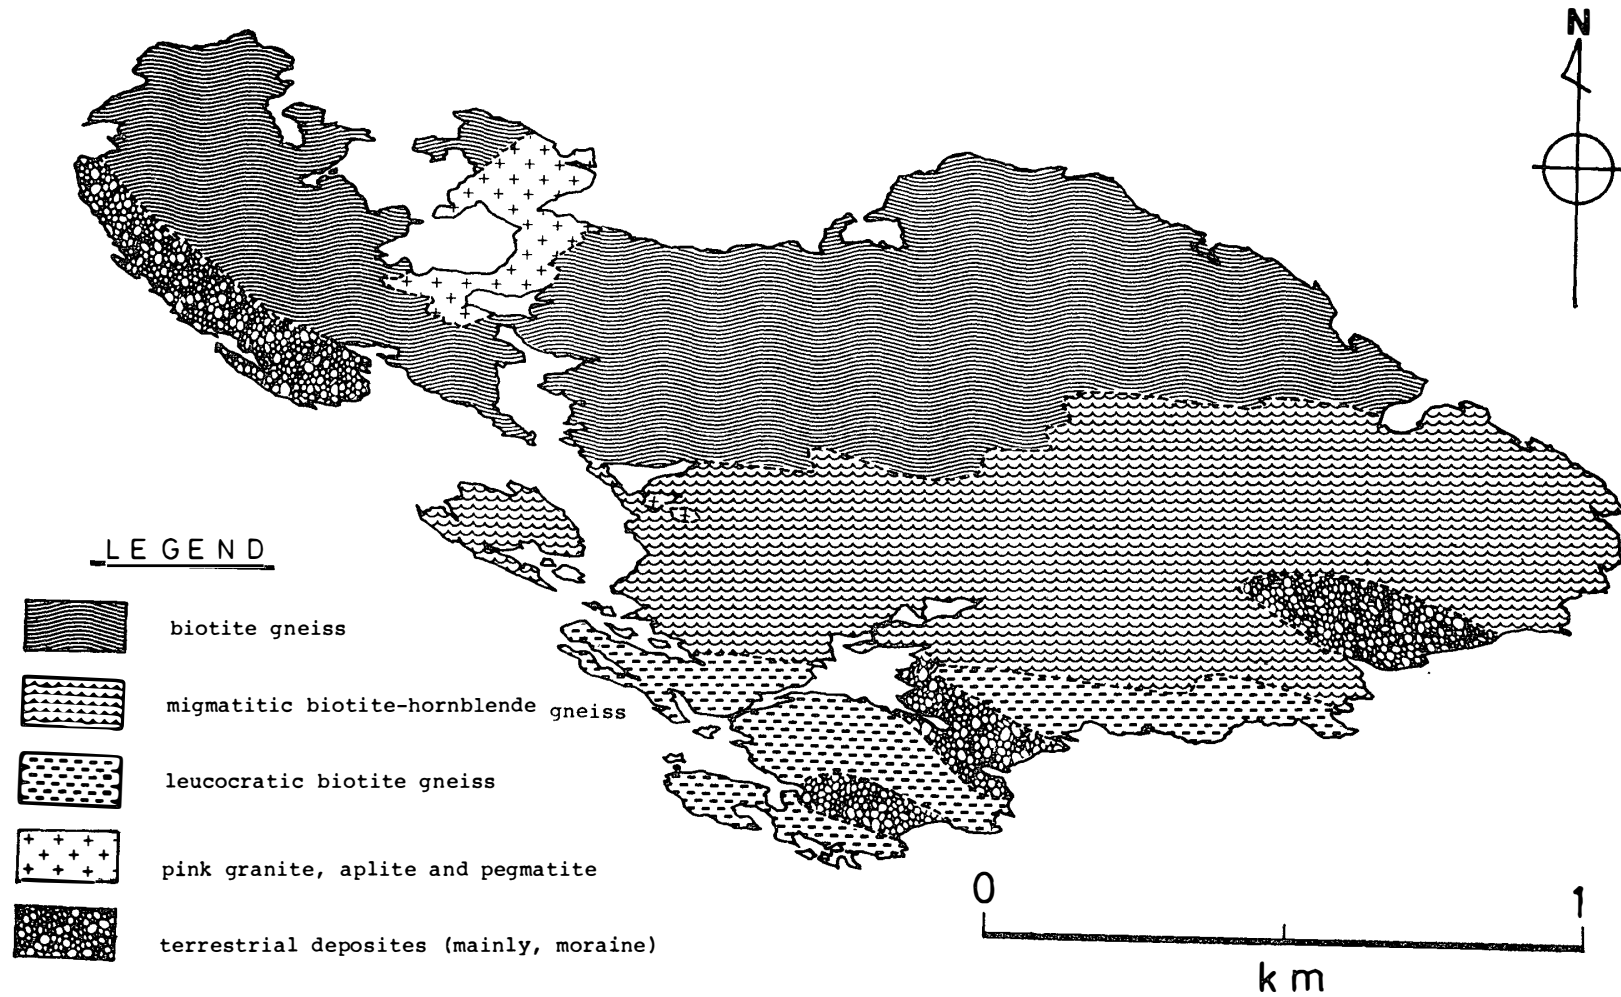 N
LEGEND
biotite gneiss
migmatitic biotite-hornblende gneiss
leucocratic biotite gneiss
pink granite, aplite and pegmatite
terrestrial deposites (mainly, moraine)
0 1
km